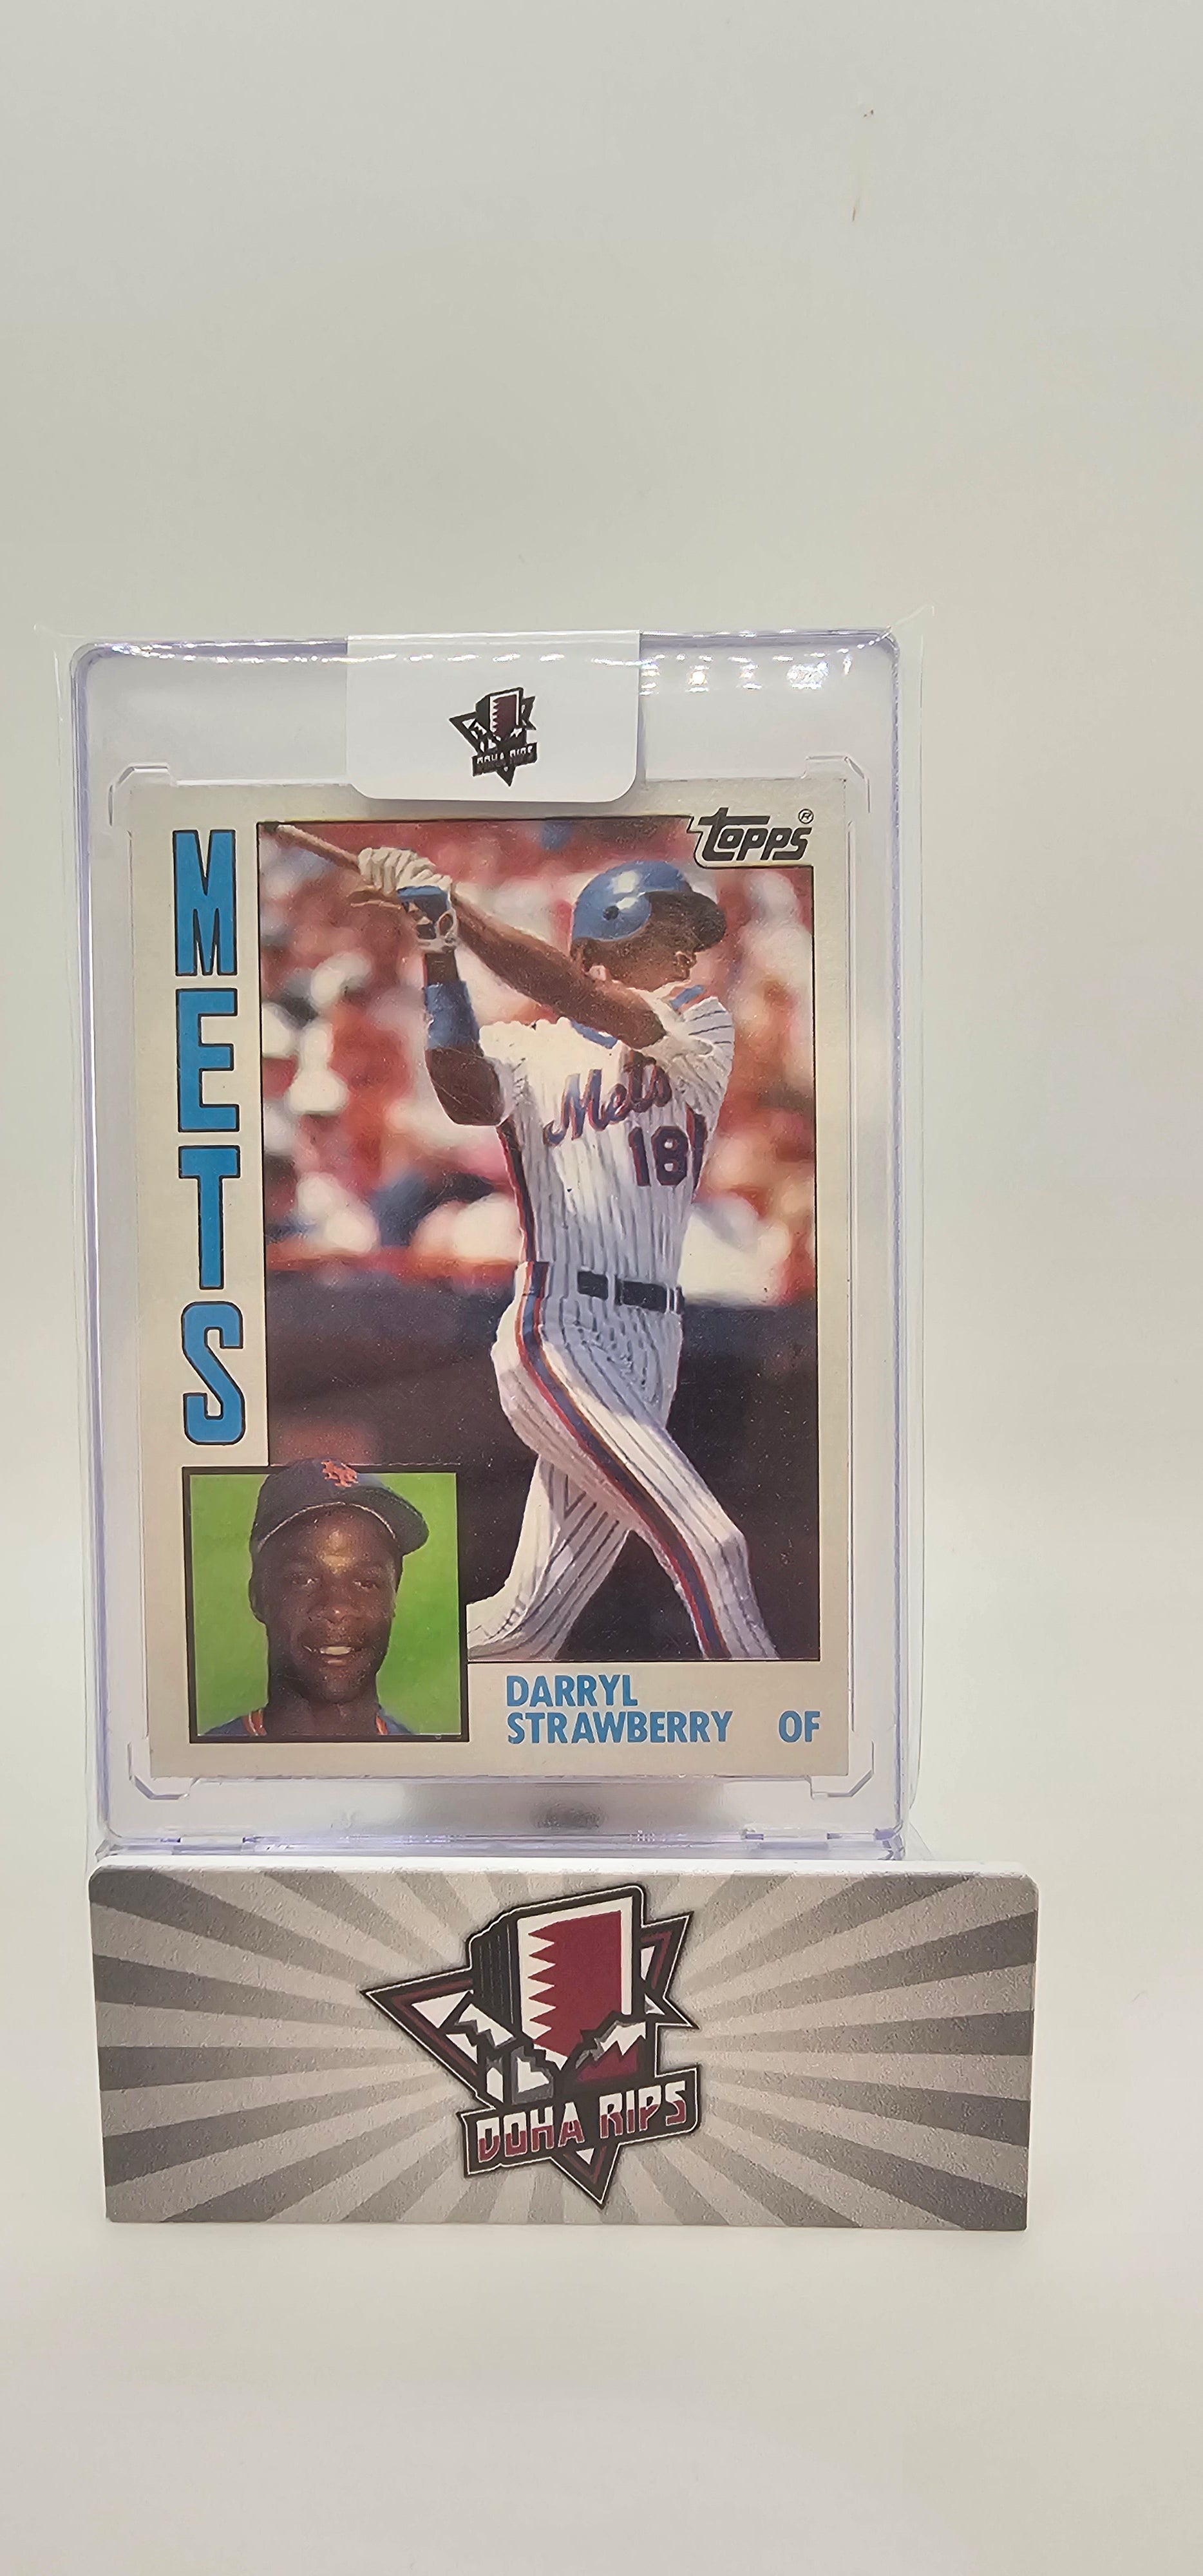 DOHA RIPS
Topps®
METS
Mets
18
DARRYL
STRAWBERRY OF
DOHA RIPS